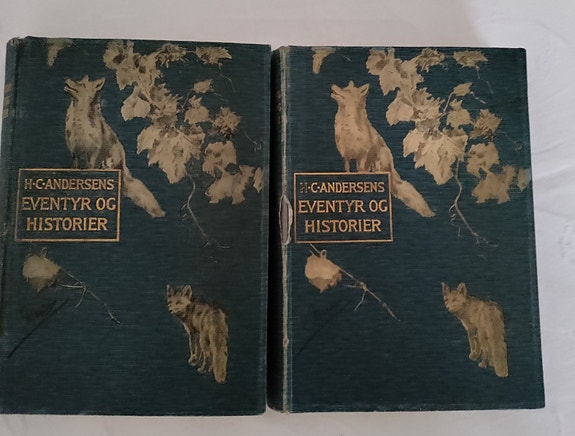 H·C·ANDERSENS
EVENTYR OG
HISTORIER
H·C·ANDERSENS
EVENTYR OG
HISTORIER